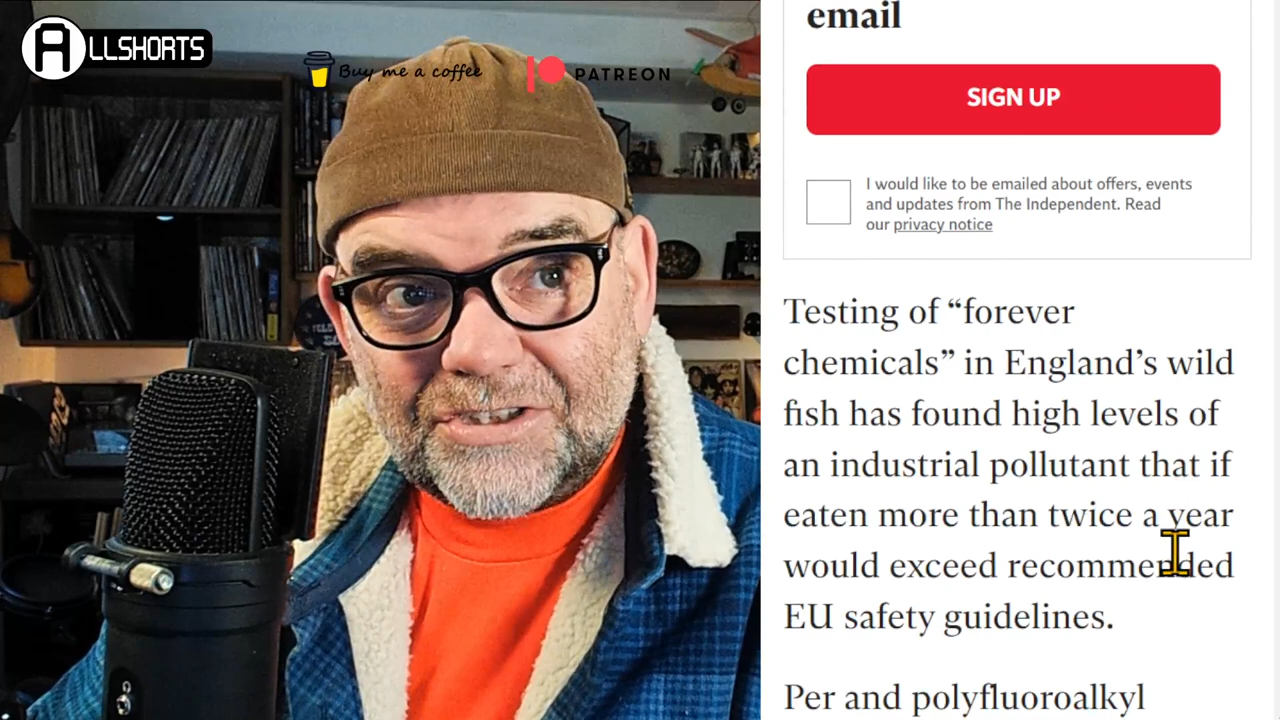 ALLSHORTS
Buy me a coffee
PATREON
email
SIGN UP
I would like to be emailed about offers, events
and updates from The Independent. Read
our privacy notice
Testing of “forever
chemicals” in England’s wild
fish has found high levels of
an industrial pollutant that if
eaten more than twice a year
would exceed recommended
EU safety guidelines.
Per and polyfluoroalkyl